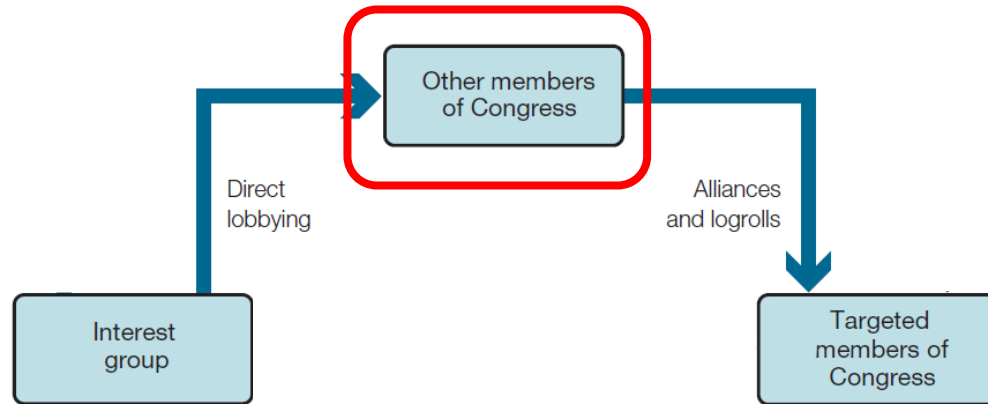 Other members
of Congress
Direct
lobbying
Alliances
and logrolls
Interest
group
Targeted
members of
Congress